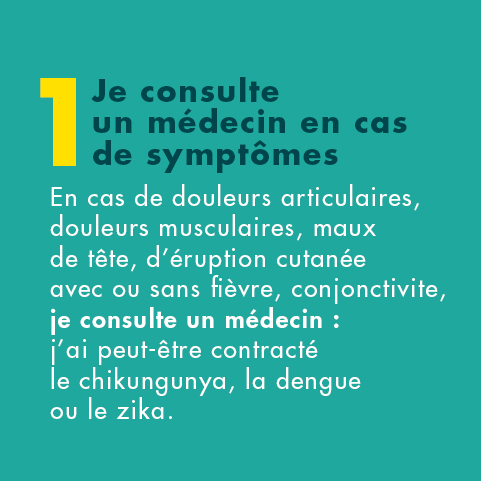 1 Je consulte
un médecin en cas
de symptômes
En cas de douleurs articulaires,
douleurs musculaires, maux
de tête, d’éruption cutanée
avec ou sans fièvre, conjonctivite,
je consulte un médecin :
j’ai peut-être contracté
le chikungunya, la dengue
ou le zika.